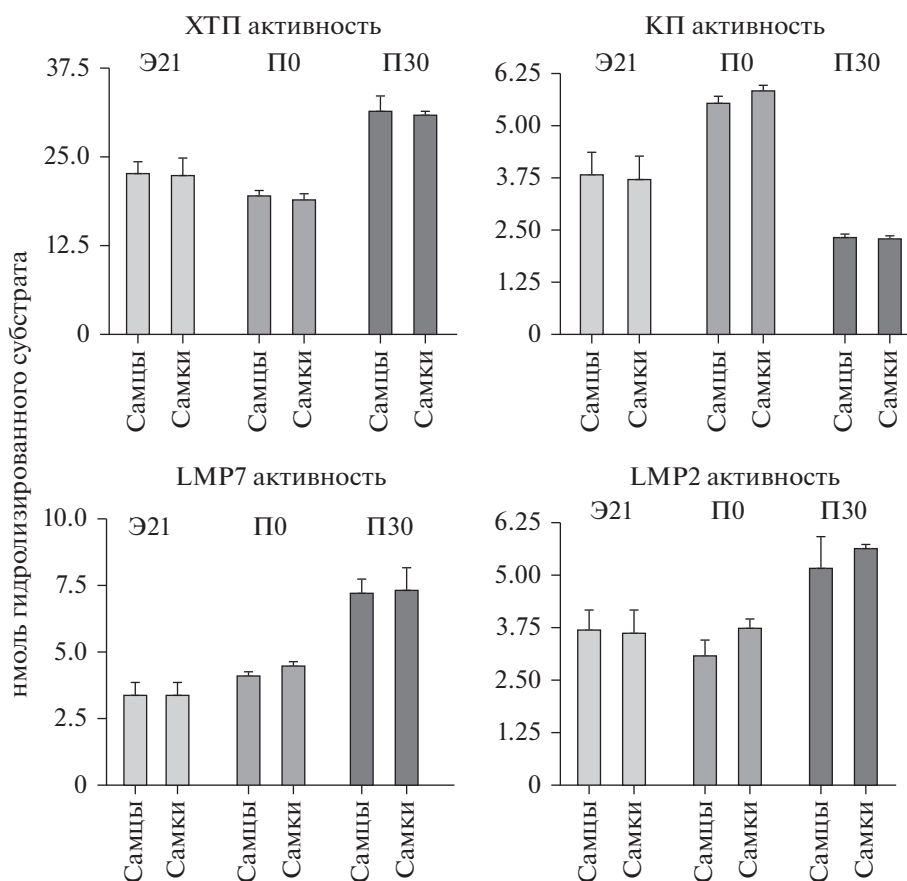 нмоль гидролизированного субстрата
ХТП активность
Э21 П0 П30
37.5
25.0
12.5
0
Самцы Самки Самцы Самки Самцы Самки
КП активность
Э21 П0 П30
6.25
5.00
3.75
2.50
1.25
0
Самцы Самки Самцы Самки Самцы Самки
LMP7 активность
Э21 П0 П30
10.0
7.5
5.0
2.5
0
Самцы Самки Самцы Самки Самцы Самки
LMP2 активность
Э21 П0 П30
6.25
5.00
3.75
2.50
1.25
0
Самцы Самки Самцы Самки Самцы Самки